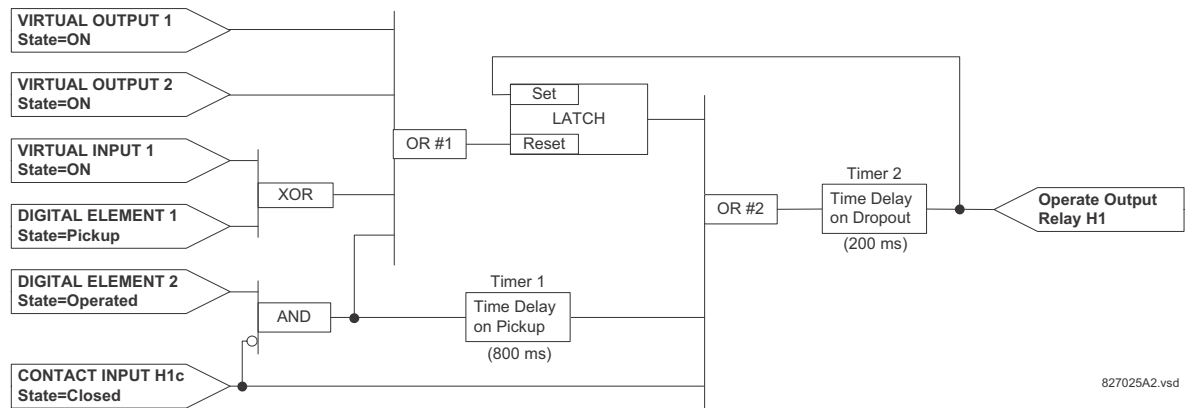 VIRTUAL OUTPUT 1
State=ON
VIRTUAL OUTPUT 2
State=ON
VIRTUAL INPUT 1
State=ON
DIGITAL ELEMENT 1
State=Pickup
DIGITAL ELEMENT 2
State=Operated
CONTACT INPUT H1c
State=Closed
XOR
AND
OR #1
Set
LATCH
Reset
Timer 1
Time Delay
on Pickup
(800 ms)
OR #2
Timer 2
Time Delay
on Dropout
(200 ms)
Operate Output
Relay H1
827025A2.vsd